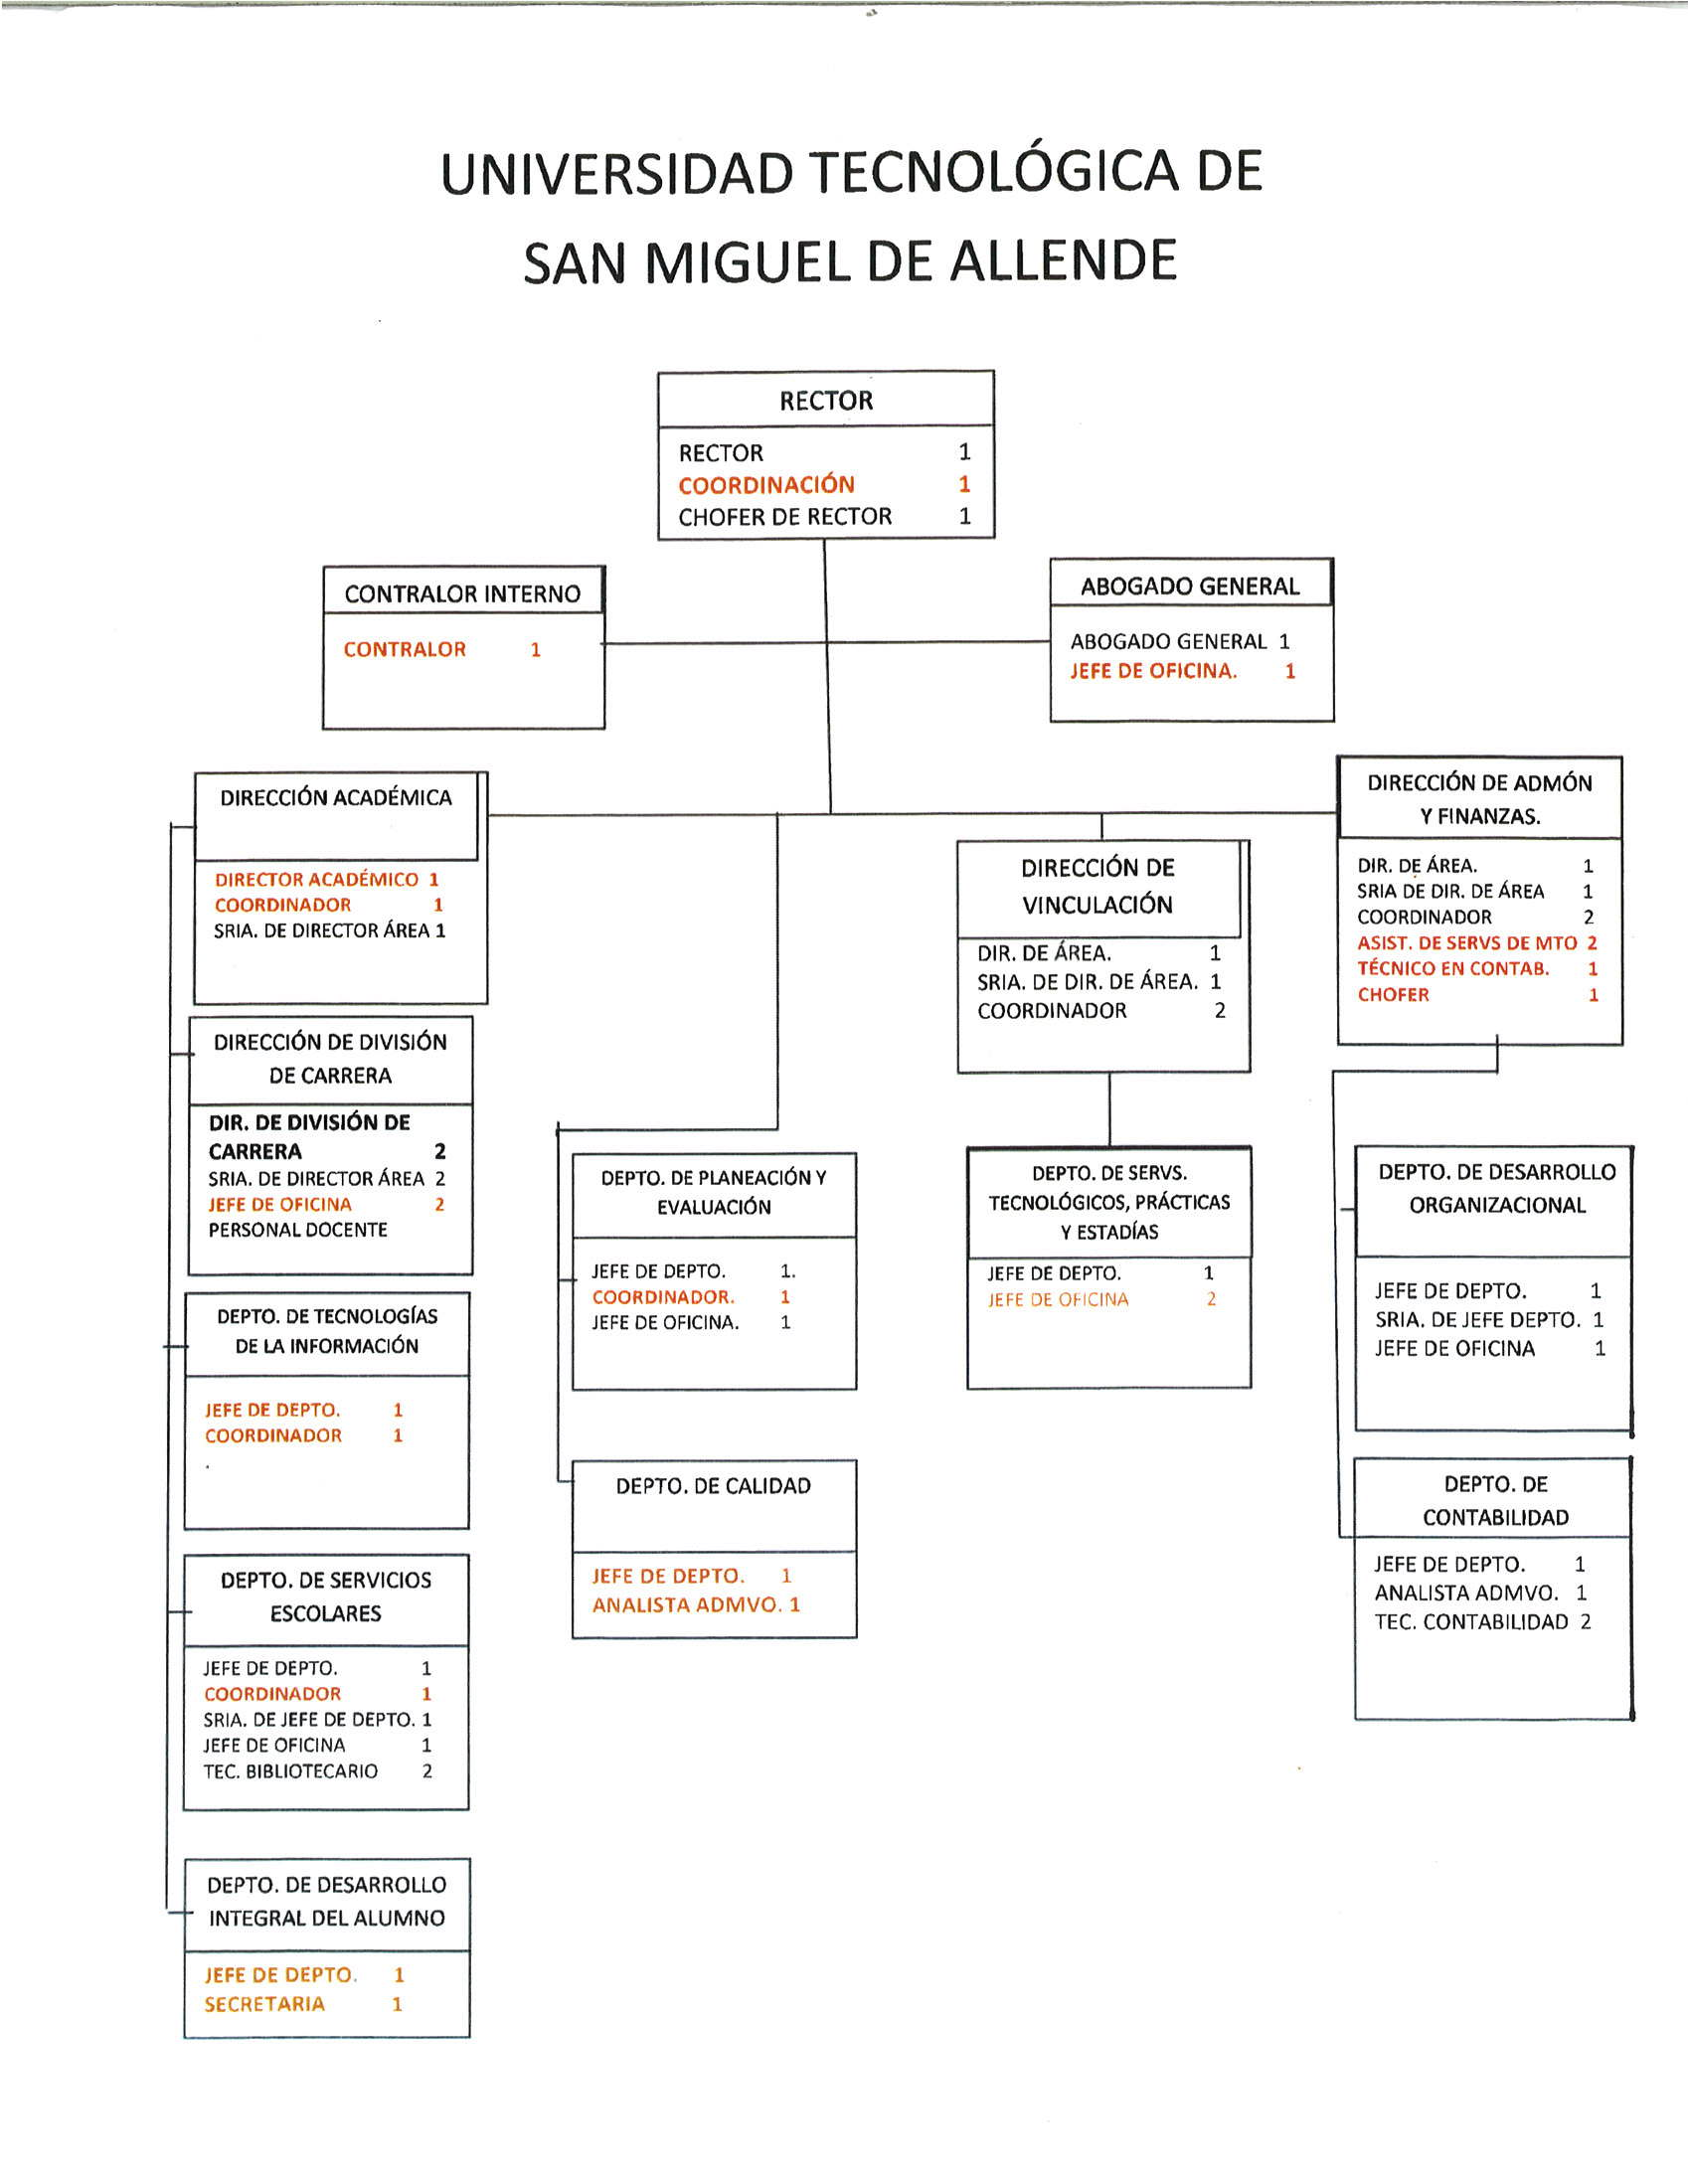 UNIVERSIDAD TECNOLÓGICA DE
SAN MIGUEL DE ALLENDE
RECTOR
RECTOR 1
COORDINACIÓN 1
CHOFER DE RECTOR 1
CONTRALOR INTERNO
CONTRALOR 1
ABOGADO GENERAL
ABOGADO GENERAL 1
JEFE DE OFICINA. 1
DIRECCIÓN ACADÉMICA
DIRECTOR ACADÉMICO 1
COORDINADOR 1
SRIA. DE DIRECTOR ÁREA 1
DIRECCIÓN DE DIVISIÓN
DE CARRERA
DIR. DE DIVISIÓN DE
CARRERA 2
SRIA. DE DIRECTOR ÁREA 2
JEFE DE OFICINA 2
PERSONAL DOCENTE
DEPTO. DE TECNOLOGÍAS
DE LA INFORMACIÓN
JEFE DE DEPTO. 1
COORDINADOR 1
DEPTO. DE SERVICIOS
ESCOLARES
JEFE DE DEPTO. 1
COORDINADOR 1
SRIA. DE JEFE DE DEPTO. 1
JEFE DE OFICINA 1
TEC. BIBLIOTECARIO 2
DEPTO. DE DESARROLLO
INTEGRAL DEL ALUMNO
JEFE DE DEPTO. 1
SECRETARIA 1
DEPTO. DE PLANEACIÓN Y
EVALUACIÓN
JEFE DE DEPTO. 1.
COORDINADOR. 1
JEFE DE OFICINA. 1
DEPTO. DE CALIDAD
JEFE DE DEPTO. 1
ANALISTA ADMVO. 1
DIRECCIÓN DE
VINCULACIÓN
DIR. DE ÁREA. 1
SRIA. DE DIR. DE ÁREA. 1
COORDINADOR 2
DEPTO. DE SERVS.
TECNOLÓGICOS, PRÁCTICAS
Y ESTADÍAS
JEFE DE DEPTO. 1
JEFE DE OFICINA 2
DIRECCIÓN DE ADMÓN
Y FINANZAS.
DIR. DE ÁREA. 1
SRIA DE DIR. DE ÁREA 1
COORDINADOR 2
ASIST. DE SERVS DE MTO 2
TÉCNICO EN CONTAB. 1
CHOFER 1
DEPTO. DE DESARROLLO
ORGANIZACIONAL
JEFE DE DEPTO. 1
SRIA. DE JEFE DEPTO. 1
JEFE DE OFICINA 1
DEPTO. DE
CONTABILIDAD
JEFE DE DEPTO. 1
ANALISTA ADMVO. 1
TEC. CONTABILIDAD 2